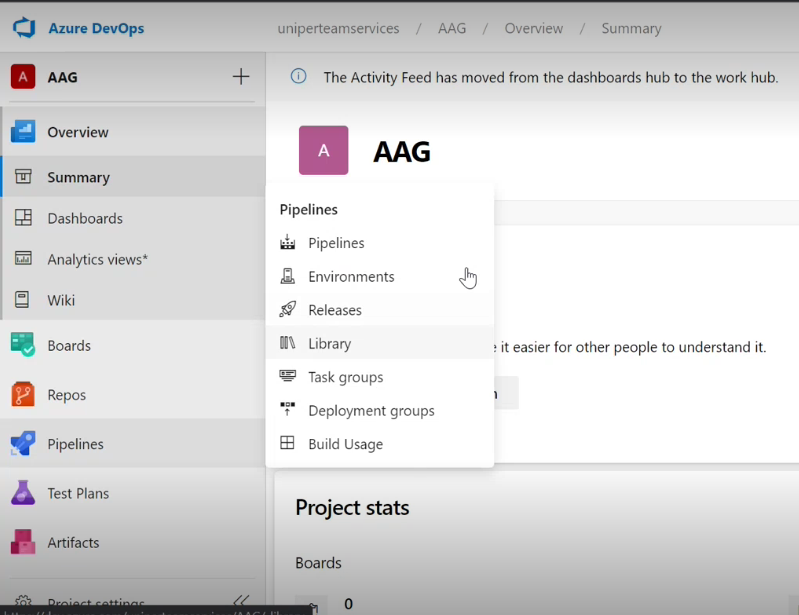 Azure DevOps
uniperteamservices / AAG / Overview / Summary
A AAG +
The Activity Feed has moved from the dashboards hub to the work hub.
Overview
A AAG
Summary
Dashboards
Analytics views*
Wiki
Boards
Repos
Pipelines
Test Plans
Artifacts
Project settings
Pipelines
Pipelines
Environments
Releases
Library
Task groups
Deployment groups
Build Usage
it easier for other people to understand it.
Project stats
Boards
0